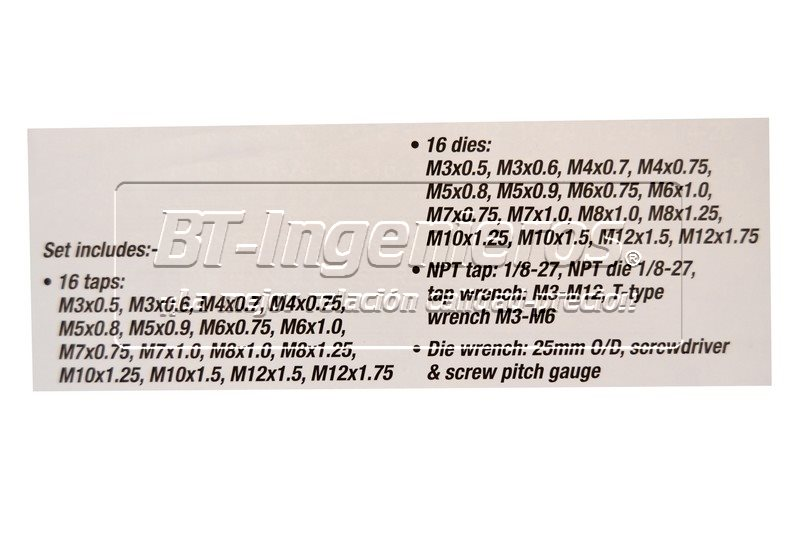 Set includes:-
• 16 taps:
M3x0.5, M3x0.6, M4x0.7, M4x0.75,
M5x0.8, M5x0.9, M6x0.75, M6x1.0,
M7x0.75, M7x1.0, M8x1.0, M8x1.25,
M10x1.25, M10x1.5, M12x1.5, M12x1.75
• 16 dies:
M3x0.5, M3x0.6, M4x0.7, M4x0.75,
M5x0.8, M5x0.9, M6x0.75, M6x1.0,
M7x0.75, M7x1.0, M8x1.0, M8x1.25,
M10x1.25, M10x1.5, M12x1.5, M12x1.75
• NPT tap: 1/8-27, NPT die 1/8-27,
tap wrench: M3-M12, T-type
wrench M3-M6
• Die wrench: 25mm O/D, screwdriver
& screw pitch gauge
BT-Ingenieros®
¡¡La mejor relación calidad-precio!!